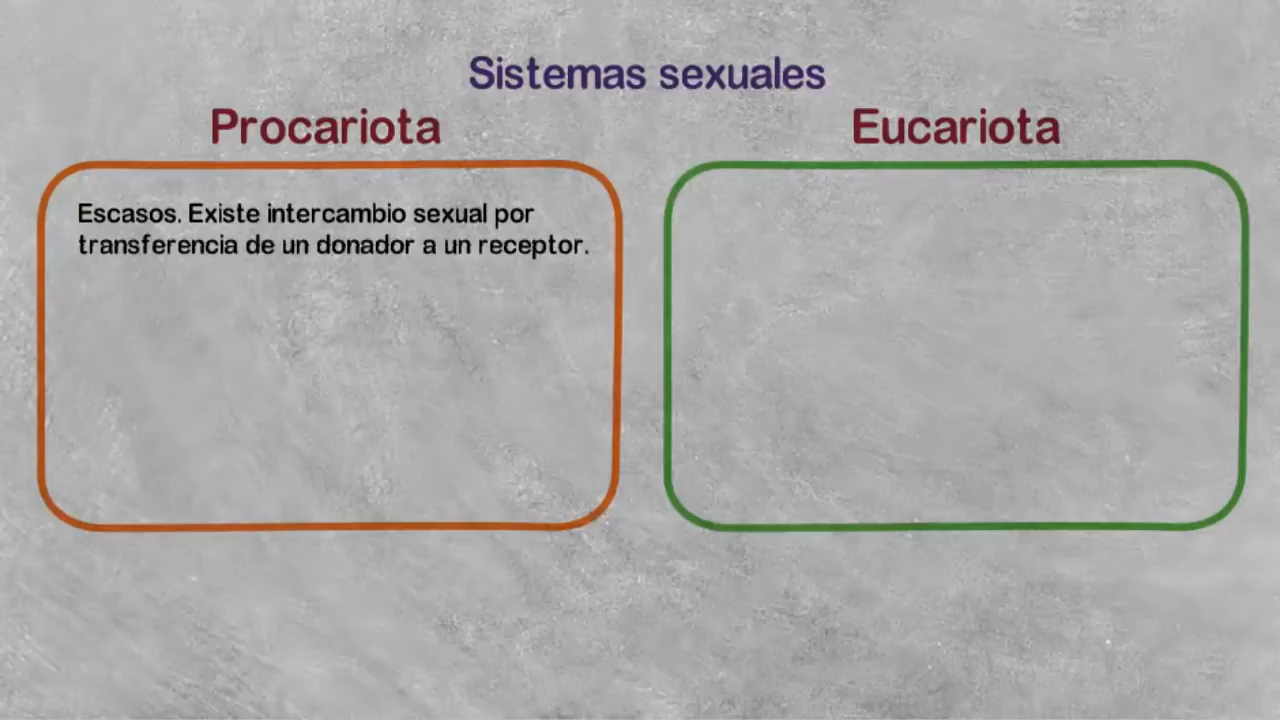 Sistemas sexuales
Procariota
Eucariota
Escasos. Existe intercambio sexual por
transferencia de un donador a un receptor.